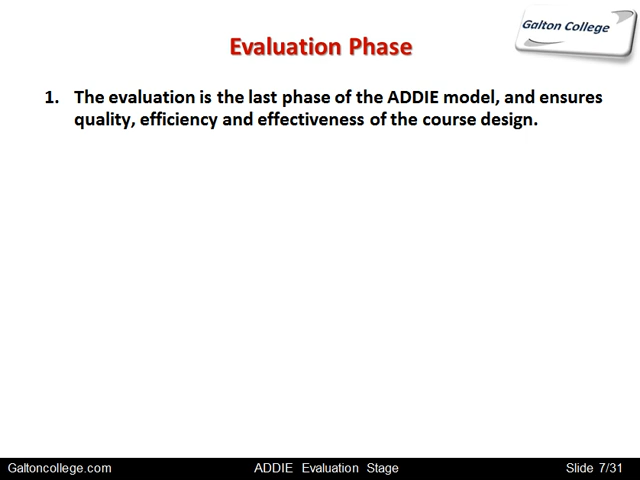 Galton College
Evaluation Phase
1. The evaluation is the last phase of the ADDIE model, and ensures
quality, efficiency and effectiveness of the course design.
Galtoncollege.com ADDIE Evaluation Stage Slide 7/31